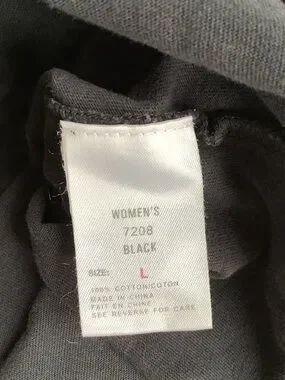 WOMEN'S
7208
BLACK
SIZE: L
100% COTTON/COTON
MADE IN CHINA
FAIT EN CHINE
SEE REVERSE FOR CARE